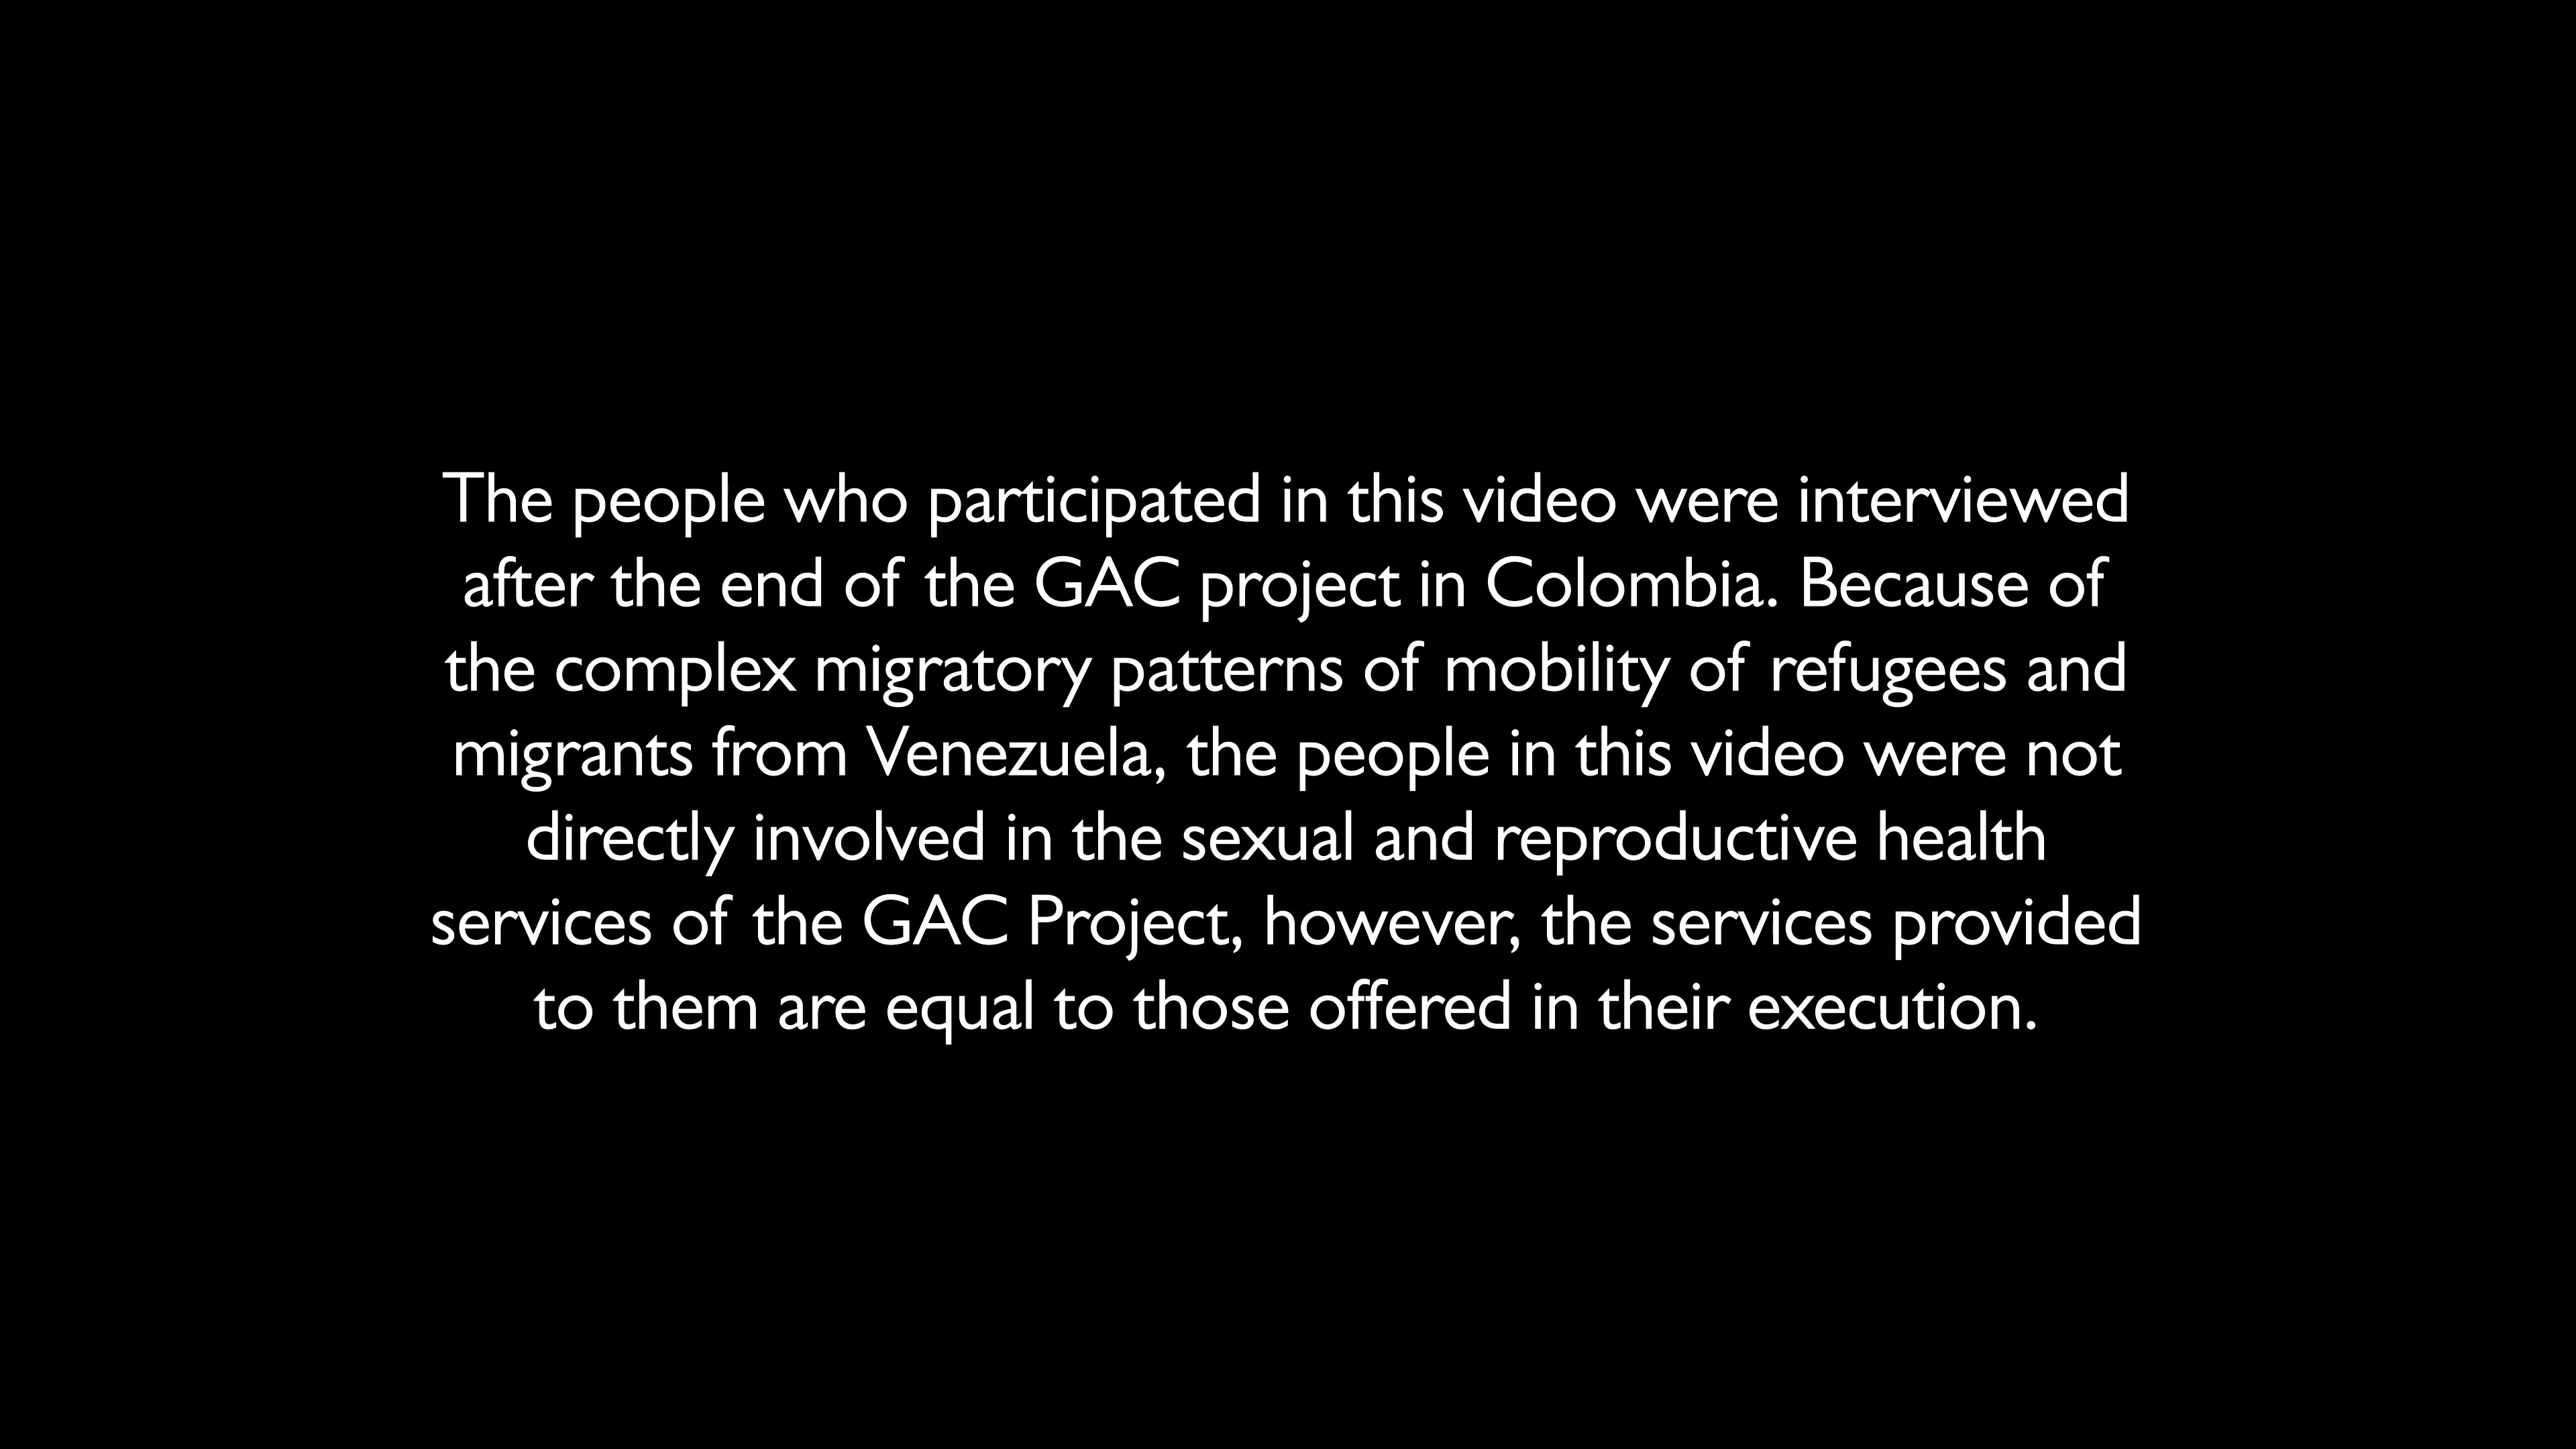 The people who participated in this video were interviewed
after the end of the GAC project in Colombia. Because of
the complex migratory patterns of mobility of refugees and
migrants from Venezuela, the people in this video were not
directly involved in the sexual and reproductive health
services of the GAC Project, however, the services provided
to them are equal to those offered in their execution.